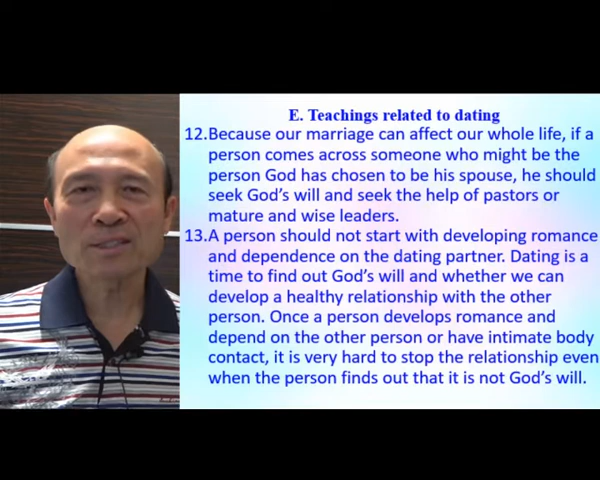 E. Teachings related to dating
12.Because our marriage can affect our whole life, if a
person comes across someone who might be the
person God has chosen to be his spouse, he should
seek God's will and seek the help of pastors or
mature and wise leaders.
13.A person should not start with developing romance
and dependence on the dating partner. Dating is a
time to find out God's will and whether we can
develop a healthy relationship with the other
person. Once a person develops romance and
depend on the other person or have intimate body
contact, it is very hard to stop the relationship even
when the person finds out that it is not God's will.